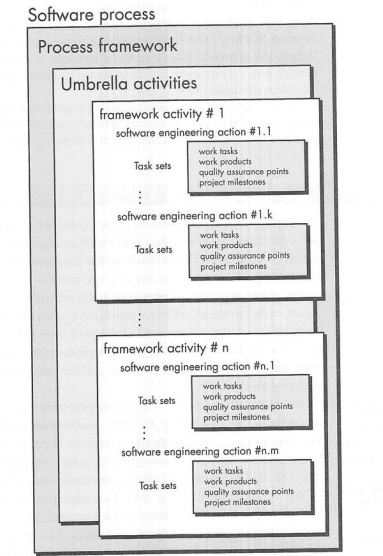 Software process
Process framework
Umbrella activities
framework activity # 1
software engineering action #1.1
Task sets
work tasks
work products
quality assurance points
project milestones
software engineering action #1.k
Task sets
work tasks
work products
quality assurance points
project milestones
framework activity # n
software engineering action #n.1
Task sets
work tasks
work products
quality assurance points
project milestones
software engineering action #n.m
Task sets
work tasks
work products
quality assurance points
project milestones